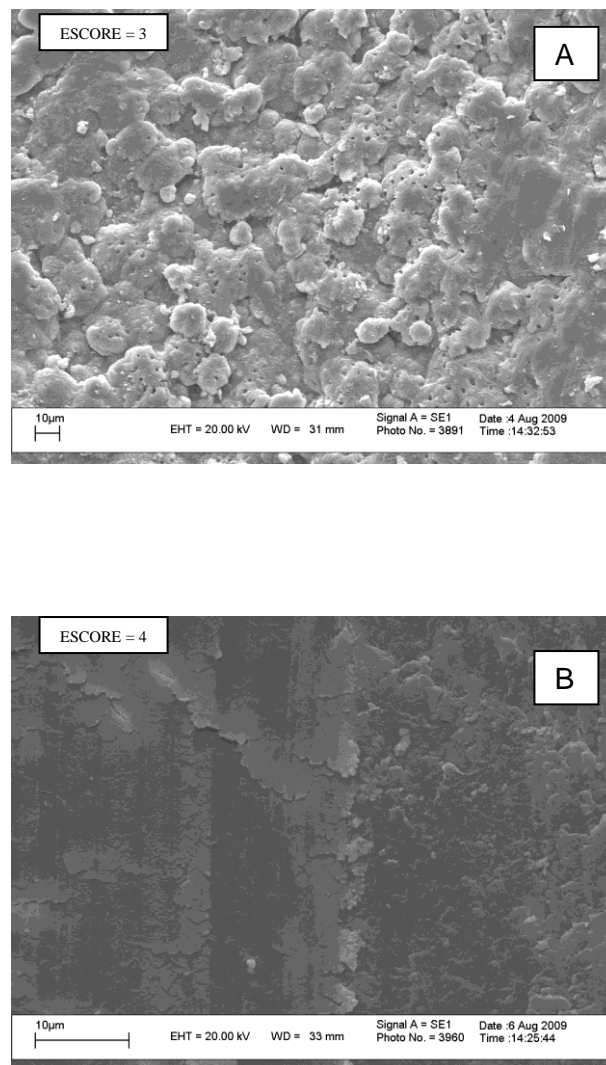 ESCORE = 3
A
10µm
EHT = 20.00 kV WD = 31 mm Signal A = SE1 Date :4 Aug 2009
Photo No. = 3891 Time :14:32:53
ESCORE = 4
B
10µm
EHT = 20.00 kV WD = 33 mm Signal A = SE1 Date :6 Aug 2009
Photo No. = 3960 Time :14:25:44